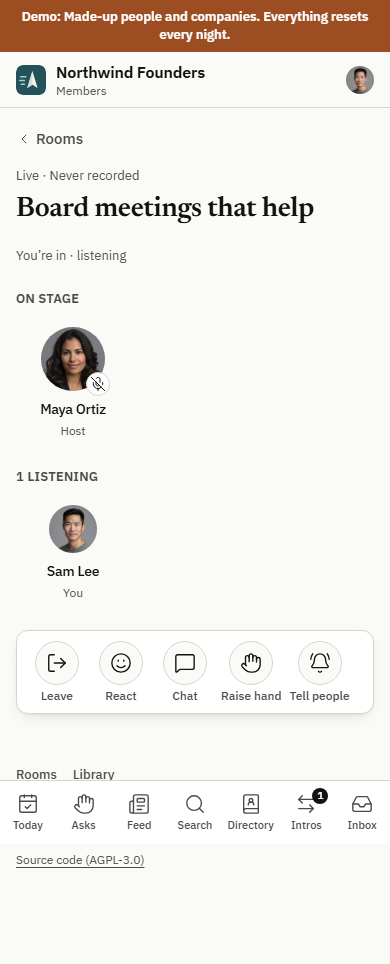 Demo: Made-up people and companies. Everything resets
every night.
Northwind Founders
Members
Rooms
Live · Never recorded
Board meetings that help
You’re in · listening
ON STAGE
Maya Ortiz
Host
1 LISTENING
Sam Lee
You
Leave React Chat Raise hand Tell people
Rooms Library
1
Today Asks Feed Search Directory Intros Inbox
Source code (AGPL-3.0)